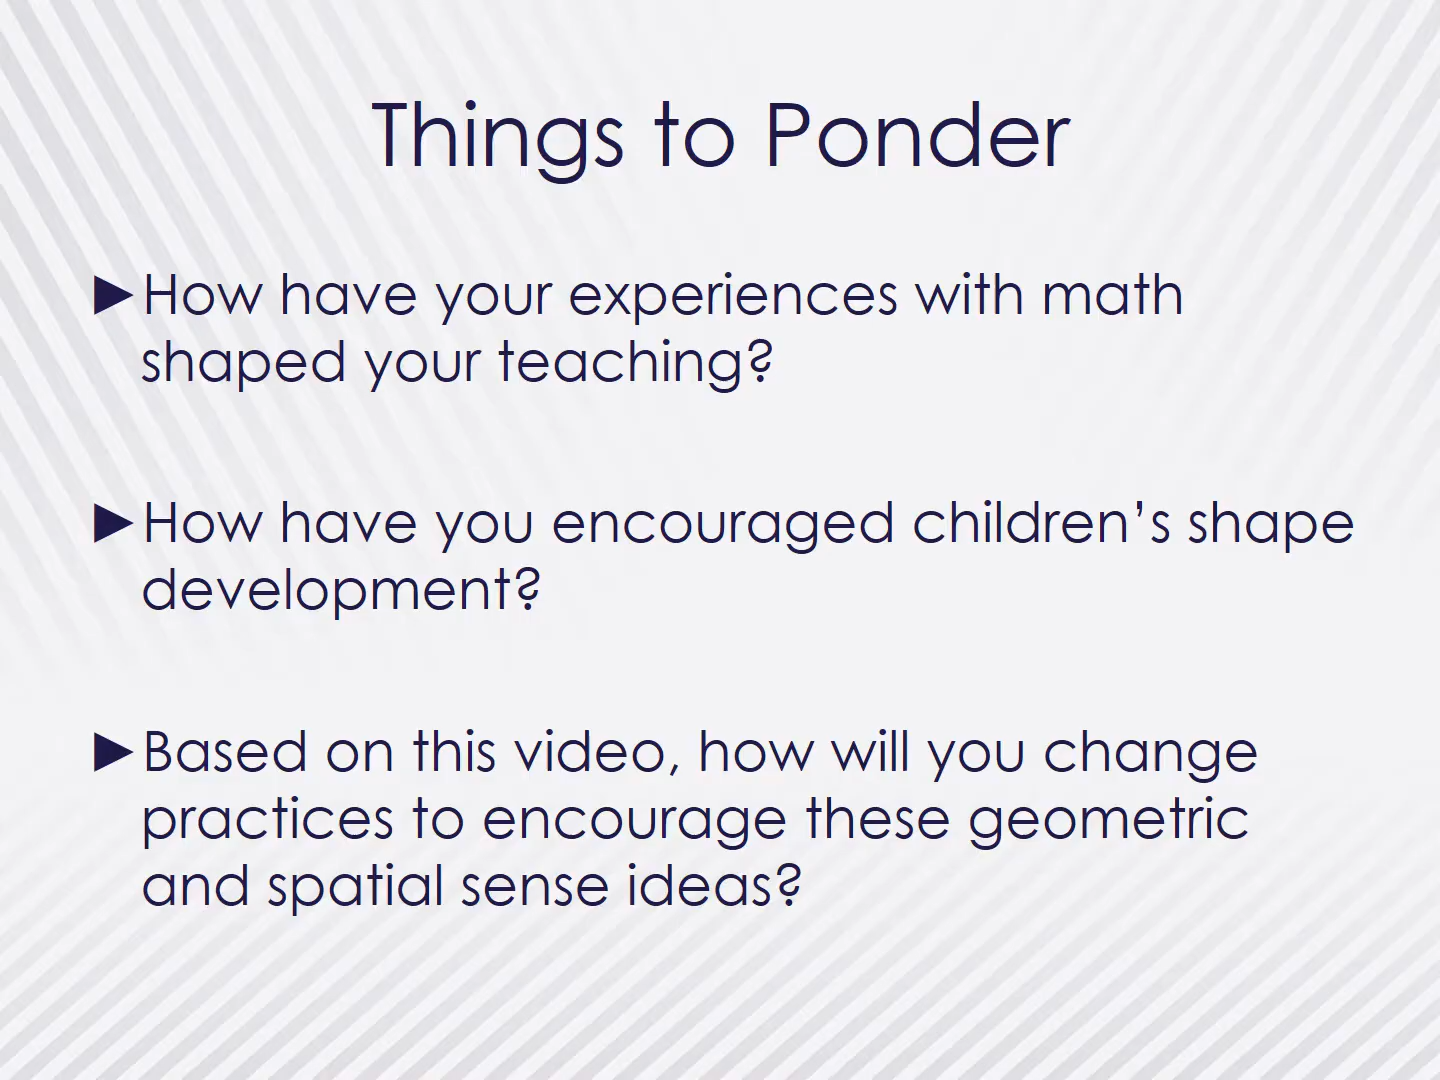 Things to Ponder
►How have your experiences with math
shaped your teaching?
►How have you encouraged children’s shape
development?
►Based on this video, how will you change
practices to encourage these geometric
and spatial sense ideas?